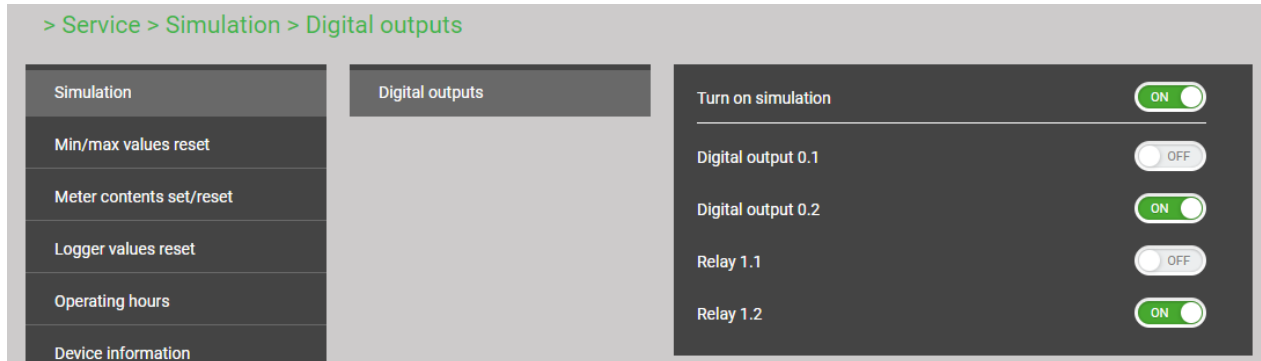 > Service > Simulation > Digital outputs
Simulation
Min/max values reset
Meter contents set/reset
Logger values reset
Operating hours
Device information
Digital outputs
Turn on simulation ON
Digital output 0.1 OFF
Digital output 0.2 ON
Relay 1.1 OFF
Relay 1.2 ON